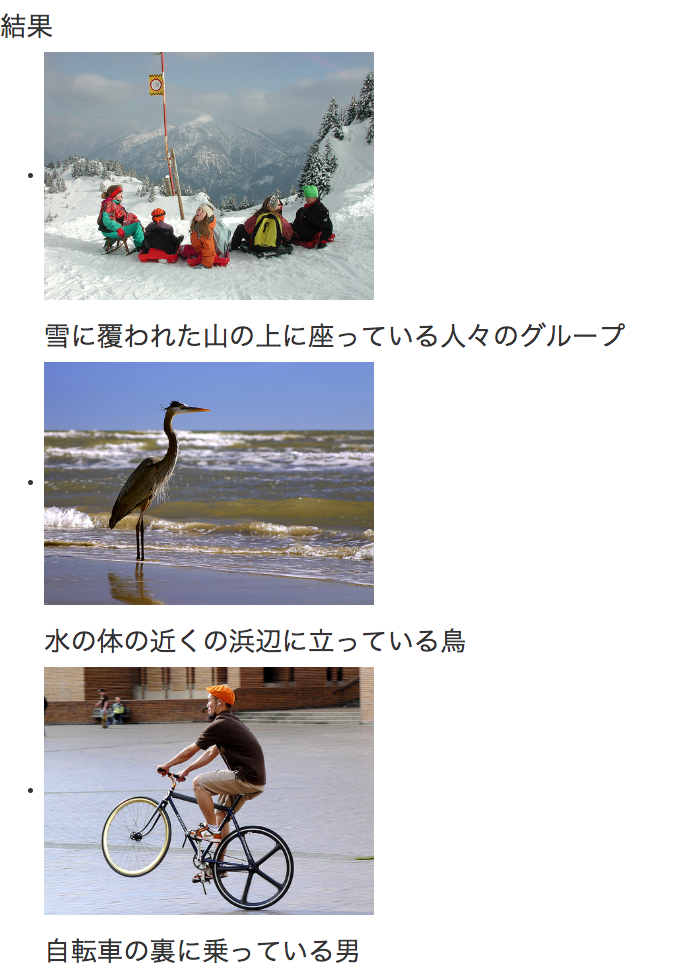 結果
雪に覆われた山の上に座っている人々のグループ
水の体の近くの浜辺に立っている鳥
自転車の裏に乗っている男